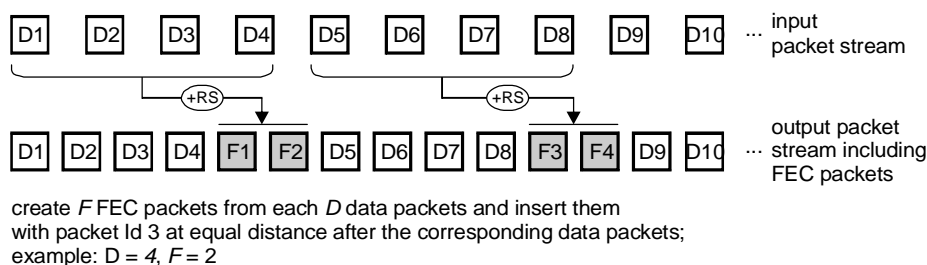 D1 D2 D3 D4 D5 D6 D7 D8 D9 D10 ... input
packet stream
+RS +RS
output packet
D1 D2 D3 D4 F1 F2 D5 D6 D7 D8 F3 F4 D9 D10 ... stream including
FEC packets
create F FEC packets from each D data packets and insert them
with packet Id 3 at equal distance after the corresponding data packets;
example: D = 4, F = 2